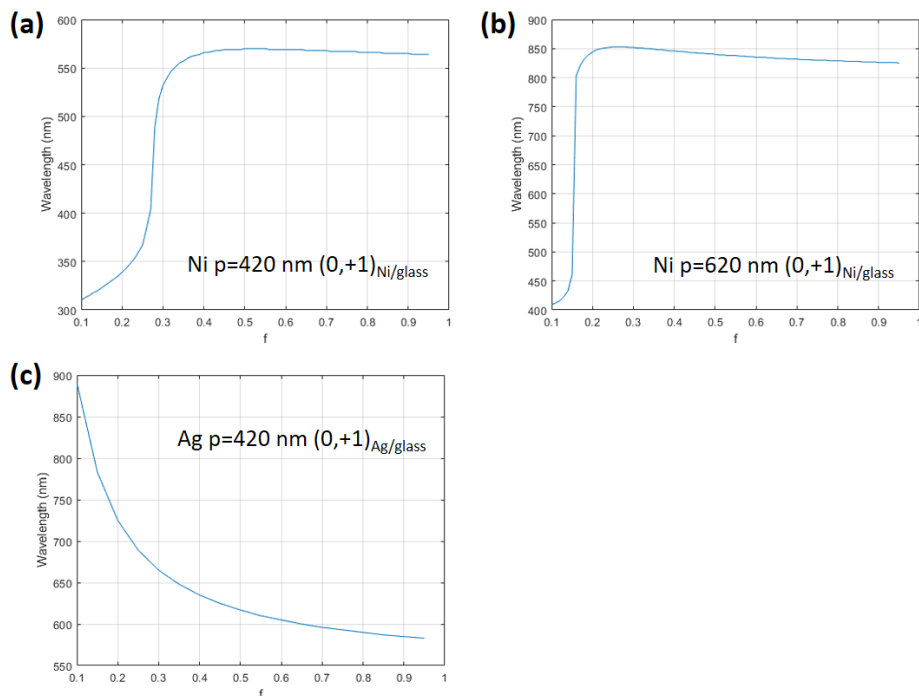 (a)
600
550
500
450
400
350
300
Wavelength (nm)
Ni p=420 nm (0,+1)Ni/glass
0.1 0.2 0.3 0.4 0.5 0.6 0.7 0.8 0.9 1
f
(b)
900
850
800
750
700
650
600
550
500
450
400
Wavelength (nm)
Ni p=620 nm (0,+1)Ni/glass
0.1 0.2 0.3 0.4 0.5 0.6 0.7 0.8 0.9 1
f
(c)
900
850
800
750
700
650
600
550
Wavelength (nm)
Ag p=420 nm (0,+1)Ag/glass
0.1 0.2 0.3 0.4 0.5 0.6 0.7 0.8 0.9 1
f